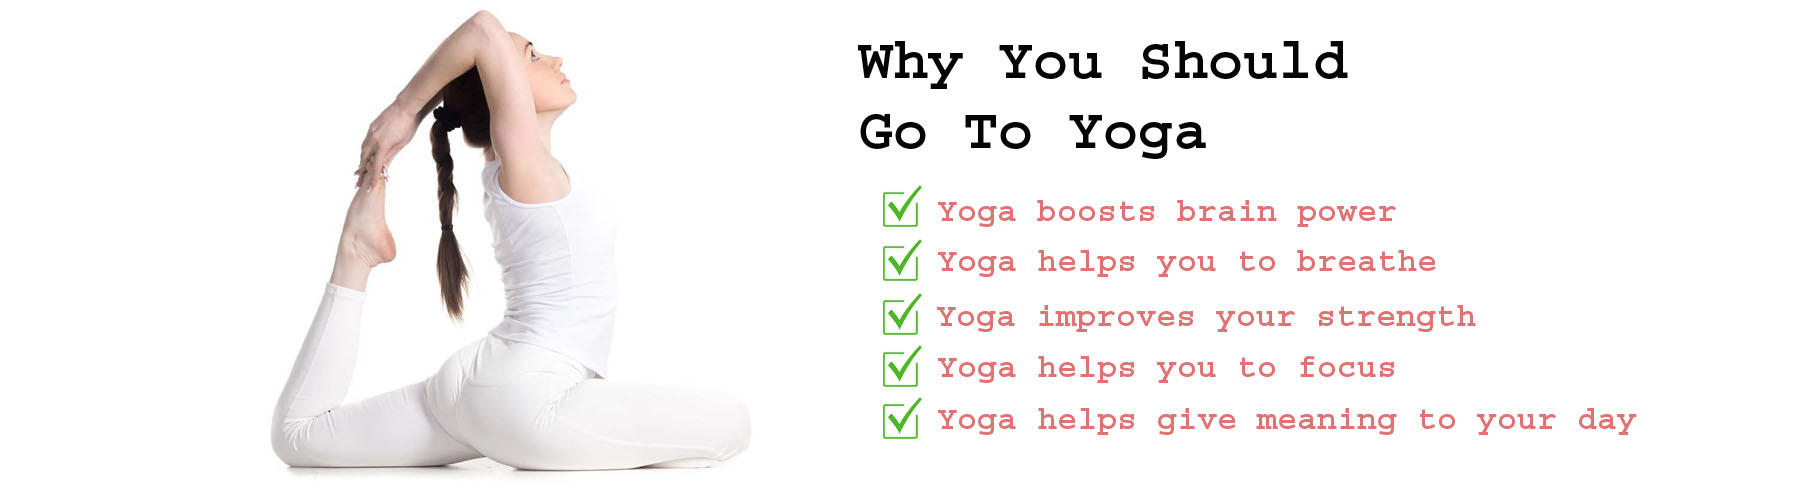 Why You Should
Go To Yoga
Yoga boosts brain power
Yoga helps you to breathe
Yoga improves your strength
Yoga helps you to focus
Yoga helps give meaning to your day